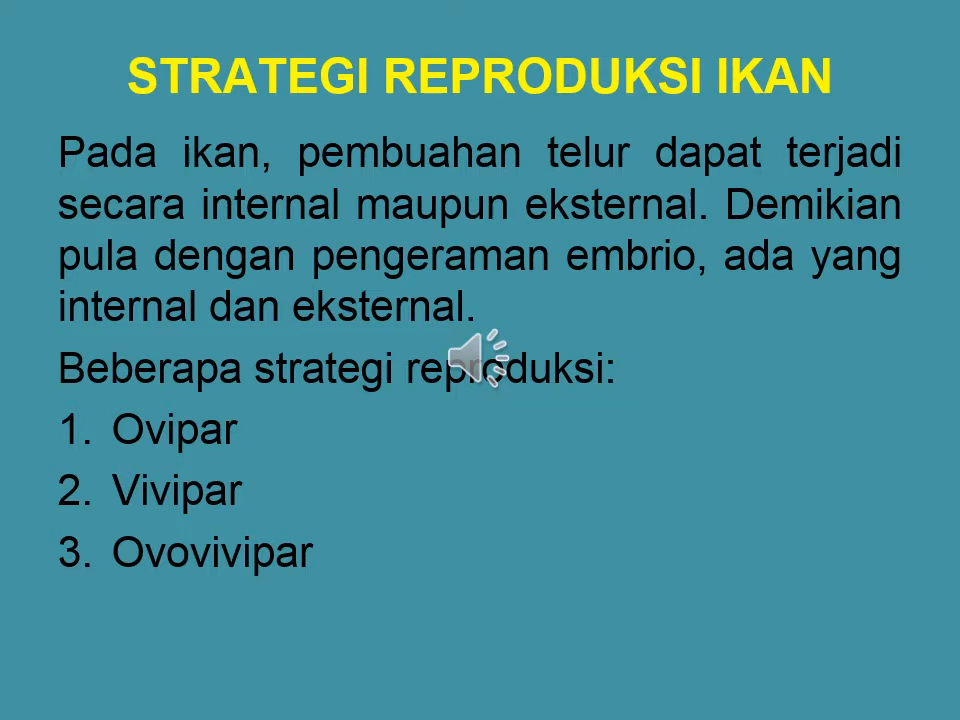 STRATEGI REPRODUKSI IKAN
Pada ikan, pembuahan telur dapat terjadi
secara internal maupun eksternal. Demikian
pula dengan pengeraman embrio, ada yang
internal dan eksternal.
Beberapa strategi reproduksi:
1. Ovipar
2. Vivipar
3. Ovovivipar